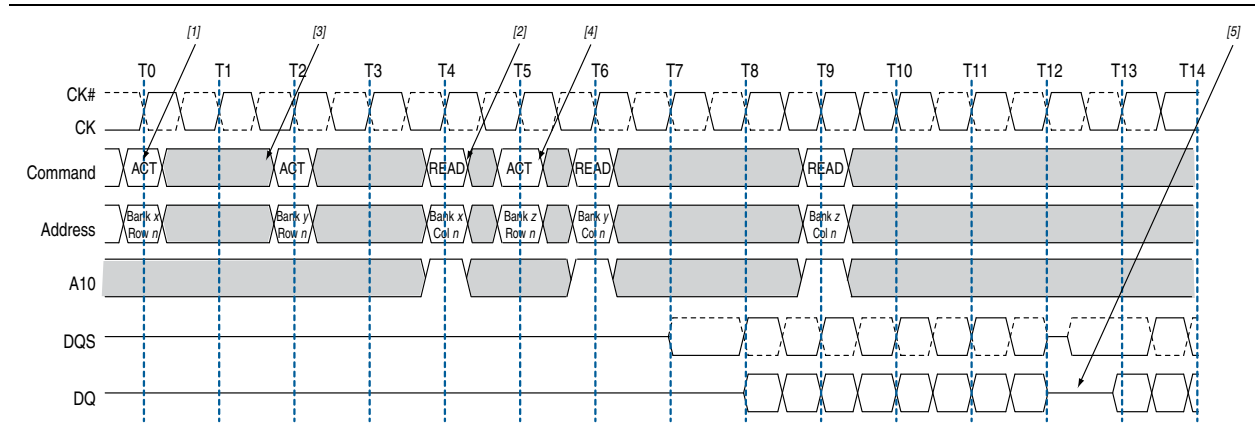 [1] [3] [2] [4] [5]
T0 T1 T2 T3 T4 T5 T6 T7 T8 T9 T10 T11 T12 T13 T14
CK#
CK
Command ACT ACT READ ACT READ READ
Bank x Bank y Bank x Bank z Bank y Bank z
Address
Row n Row n Col n Row n Col n Col n
A10
DQS
DQ